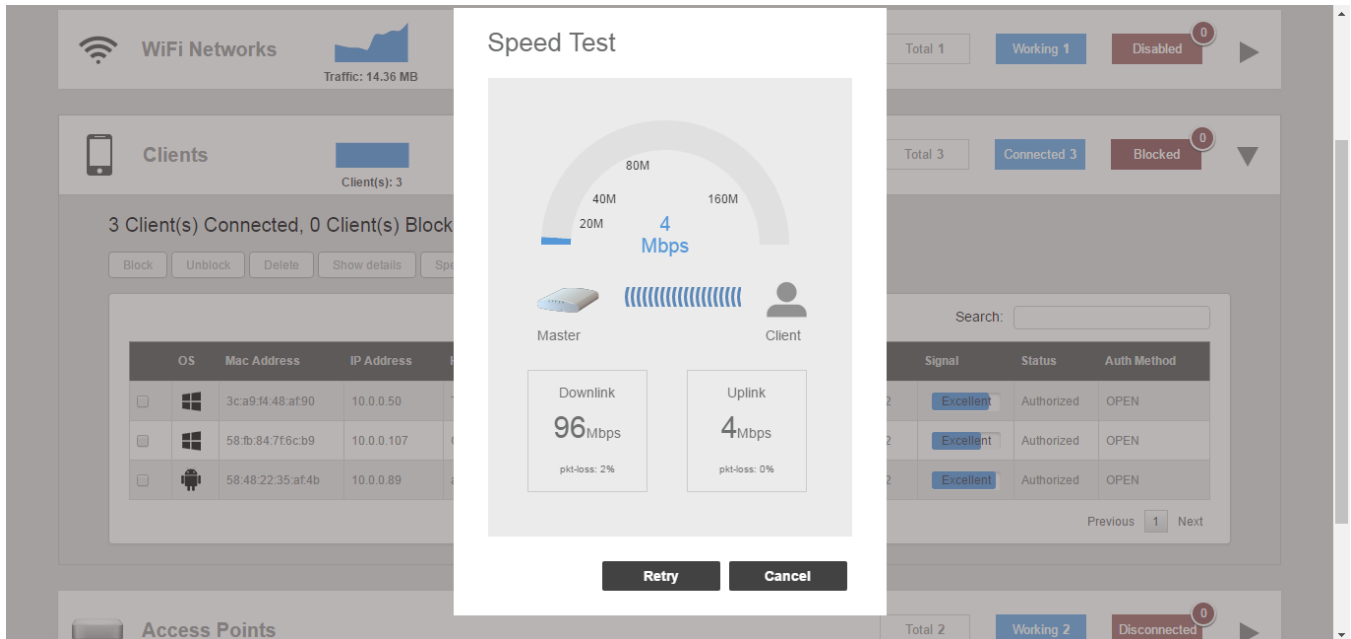 WiFi Networks
Traffic: 14.36 MB
Total 1
Working 1
Disabled
0
Clients
Client(s): 3
Total 3
Connected 3
Blocked
0
3 Client(s) Connected, 0 Client(s) Block
Block Unblock Delete Show details
Search:
OS Mac Address IP Address Signal Status Auth Method
3c:a9:f4:48:af:90 10.0.0.50 2 Excellent Authorized OPEN
58:fb:84:7f:6c:b9 10.0.0.107 2 Excellent Authorized OPEN
58:48:22:35:af:4b 10.0.0.89 2 Excellent Authorized OPEN
Previous 1 Next
Access Points
Total 2
Working 2
Disconnected
0
Speed Test
80M
40M 160M
20M
4
Mbps
Master Client
Downlink Uplink
96Mbps 4Mbps
pkt-loss: 2% pkt-loss: 0%
Retry Cancel